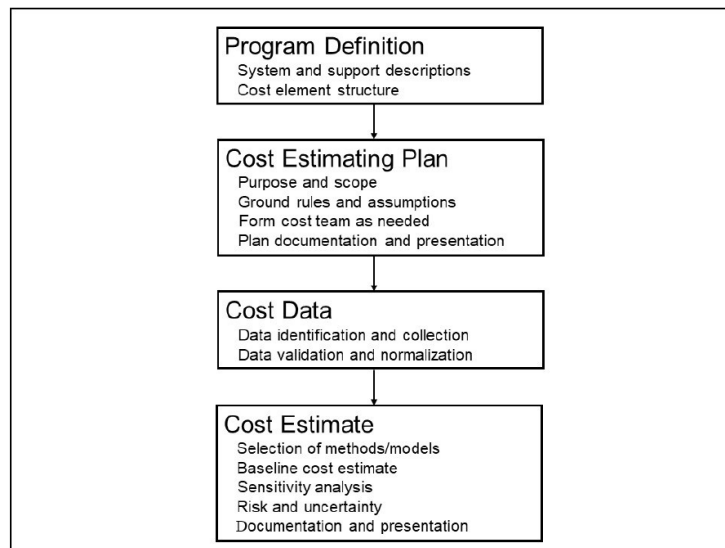 Program Definition
System and support descriptions
Cost element structure
Cost Estimating Plan
Purpose and scope
Ground rules and assumptions
Form cost team as needed
Plan documentation and presentation
Cost Data
Data identification and collection
Data validation and normalization
Cost Estimate
Selection of methods/models
Baseline cost estimate
Sensitivity analysis
Risk and uncertainty
Documentation and presentation